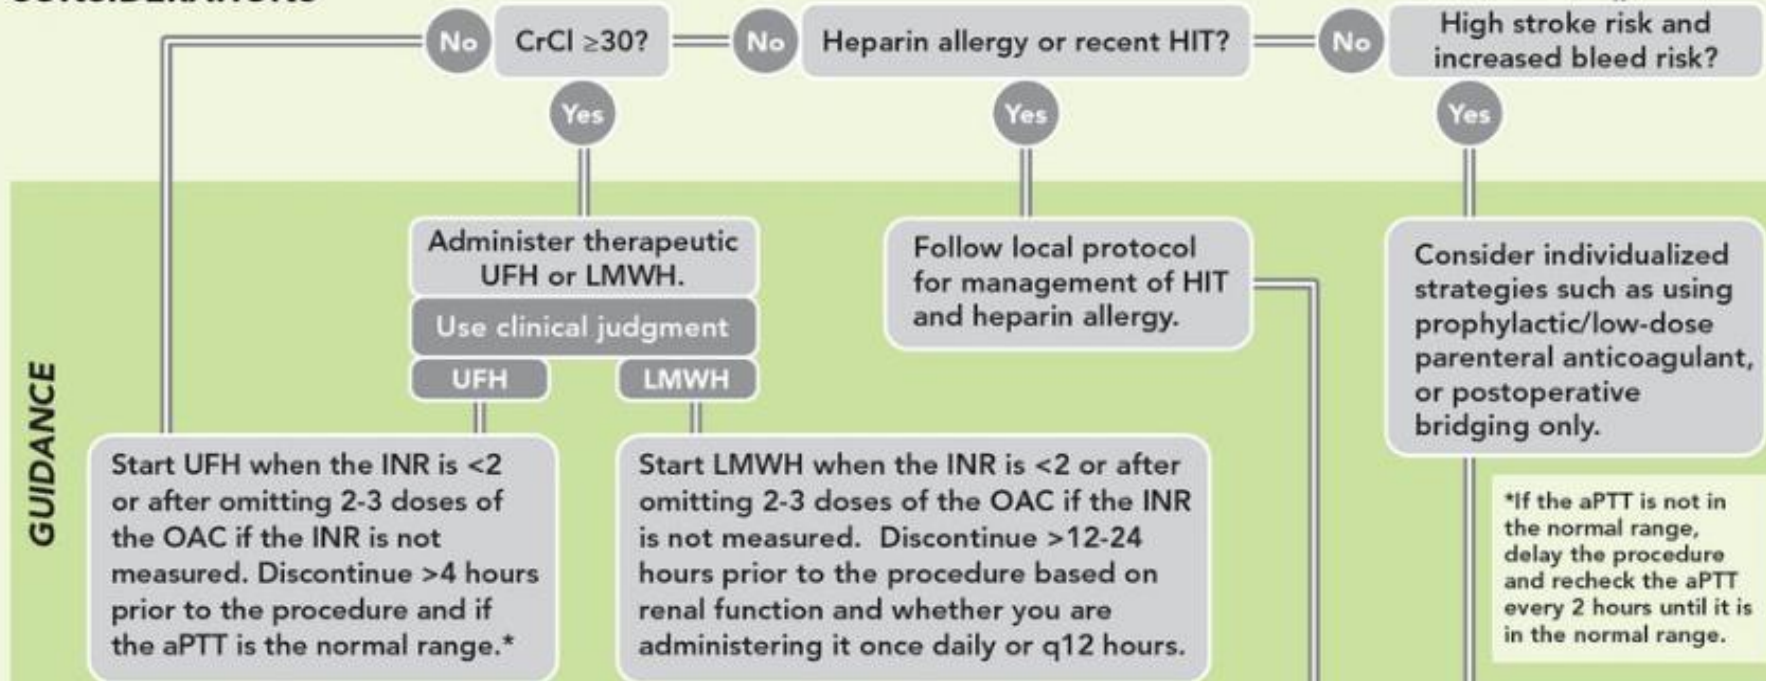 No
CrCl ≥30?
No
Heparin allergy or recent HIT?
No
High stroke risk and
increased bleed risk?
Yes
Yes
Yes
GUIDANCE
Administer therapeutic
UFH or LMWH.
Use clinical judgment
UFH
LMWH
Follow local protocol
for management of HIT
and heparin allergy.
Consider individualized
strategies such as using
prophylactic/low-dose
parenteral anticoagulant,
or postoperative
bridging only.
Start UFH when the INR is <2
or after omitting 2-3 doses of
the OAC if the INR is not
measured. Discontinue >4 hours
prior to the procedure and if
the aPTT is the normal range.*
Start LMWH when the INR is <2 or after
omitting 2-3 doses of the OAC if the INR
is not measured. Discontinue >12-24
hours prior to the procedure based on
renal function and whether you are
administering it once daily or q12 hours.
*If the aPTT is not in
the normal range,
delay the procedure
and recheck the aPTT
every 2 hours until it is
in the normal range.